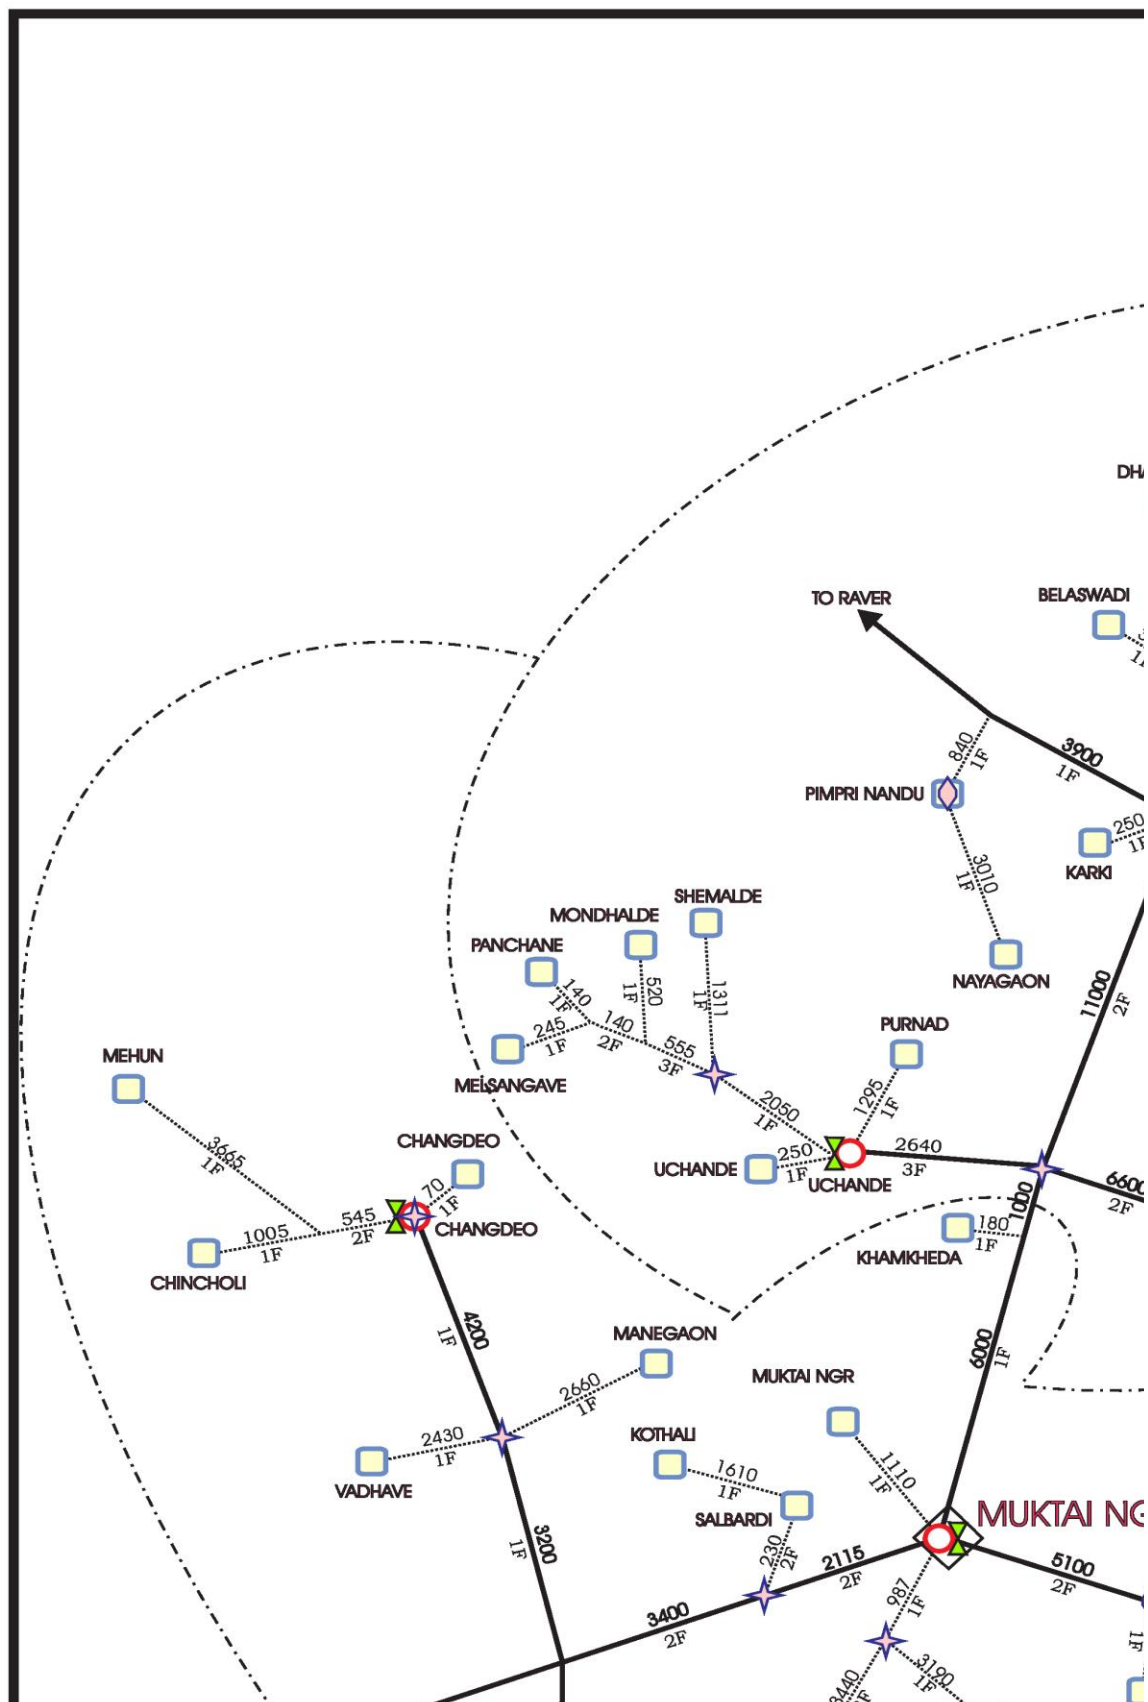 DHA
TO RAVER
BELASWADI
840
1F
3900
1F
PIMPRI NANDU
250
1F
KARKI
3010
1F
SHEMALDE
MONDHALDE
PANCHANE
NAYAGAON
140
1F
520
1F
1311
1F
11000
2F
245
1F
140
2F
555
3F
PURNAD
MEHUN
MELSANGAVE
2050
1F
1295
1F
CHANGDEO
UCHANDE
250
1F
2640
3F
UCHANDE
3665
1F
70
1F
1000
6600
2F
1005
1F
545
2F
CHANGDEO
180
1F
CHINCHOLI
KHAMKHEDA
4200
1F
MANEGAON
6000
1F
2660
1F
MUKTAI NGR
2430
1F
KOTHALI
VADHAVE
1610
1F
1110
1F
SALBARDI
MUKTAI NG
3200
1F
230
2F
2115
2F
5100
2F
987
1F
3400
2F
1F
3190
1F
3440